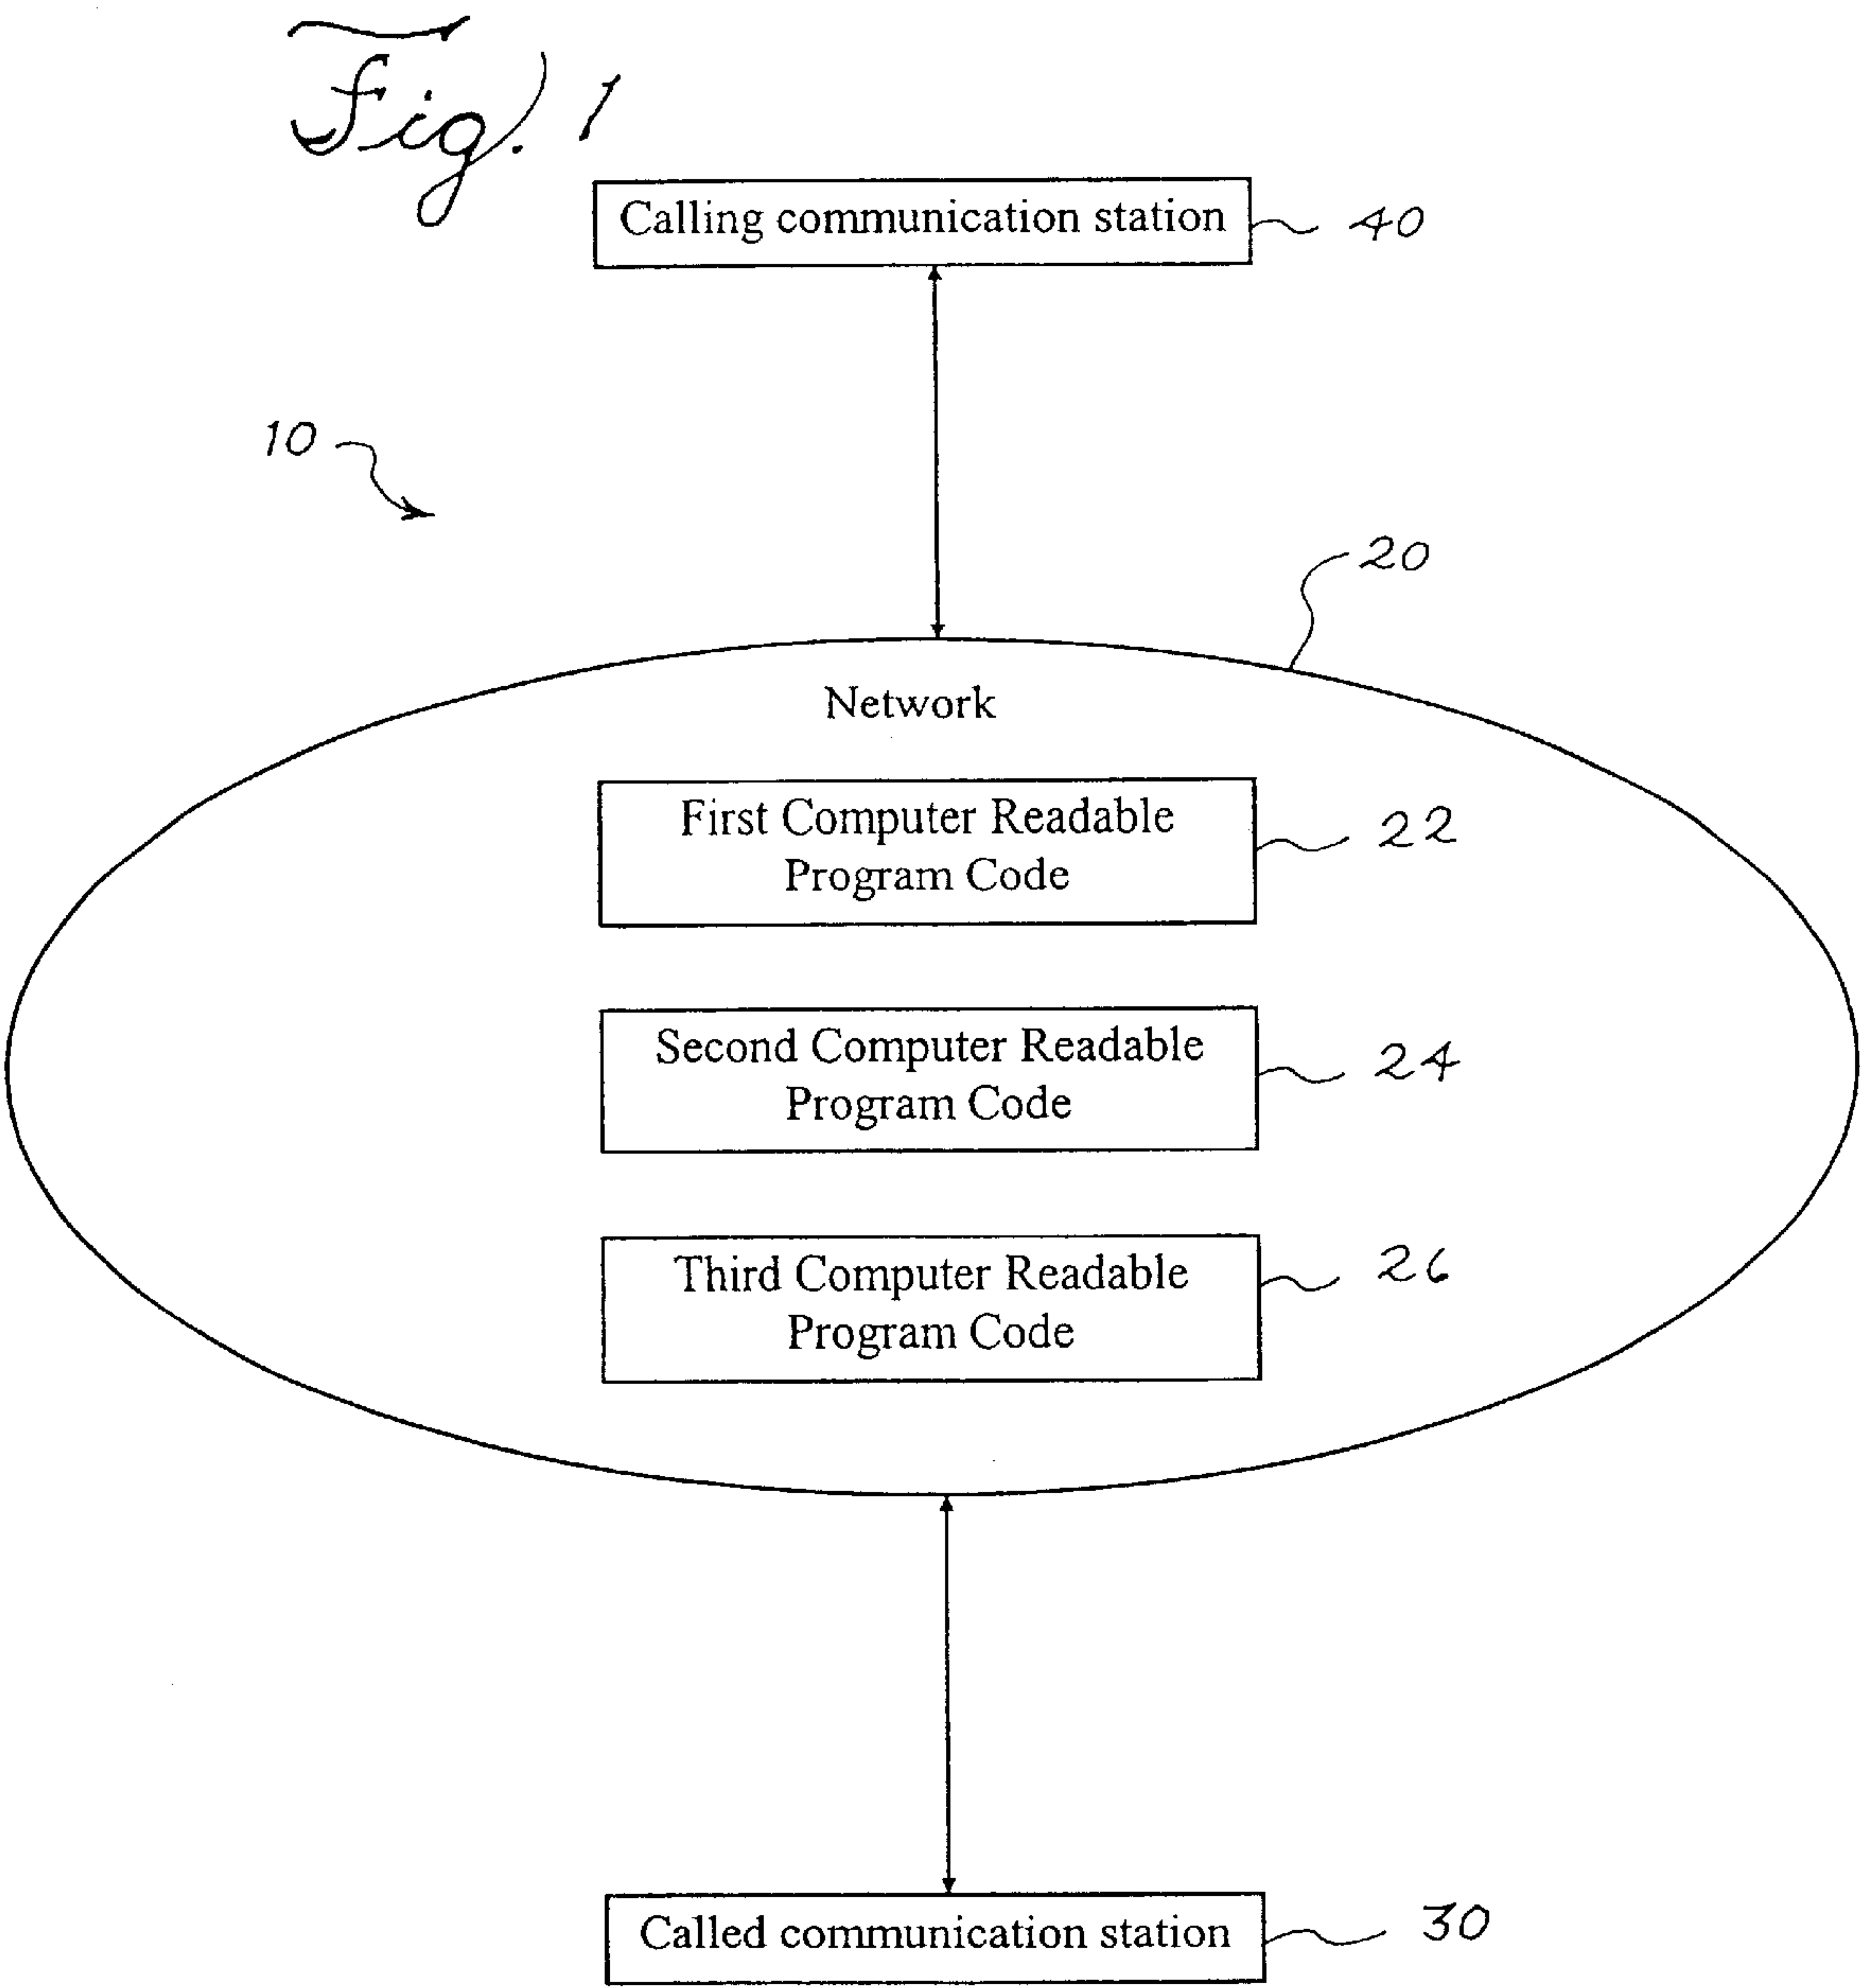 Fig. 1
Calling communication station 40
10
20
Network
First Computer Readable
Program Code
22
Second Computer Readable
Program Code
24
Third Computer Readable
Program Code
26
Called communication station 30